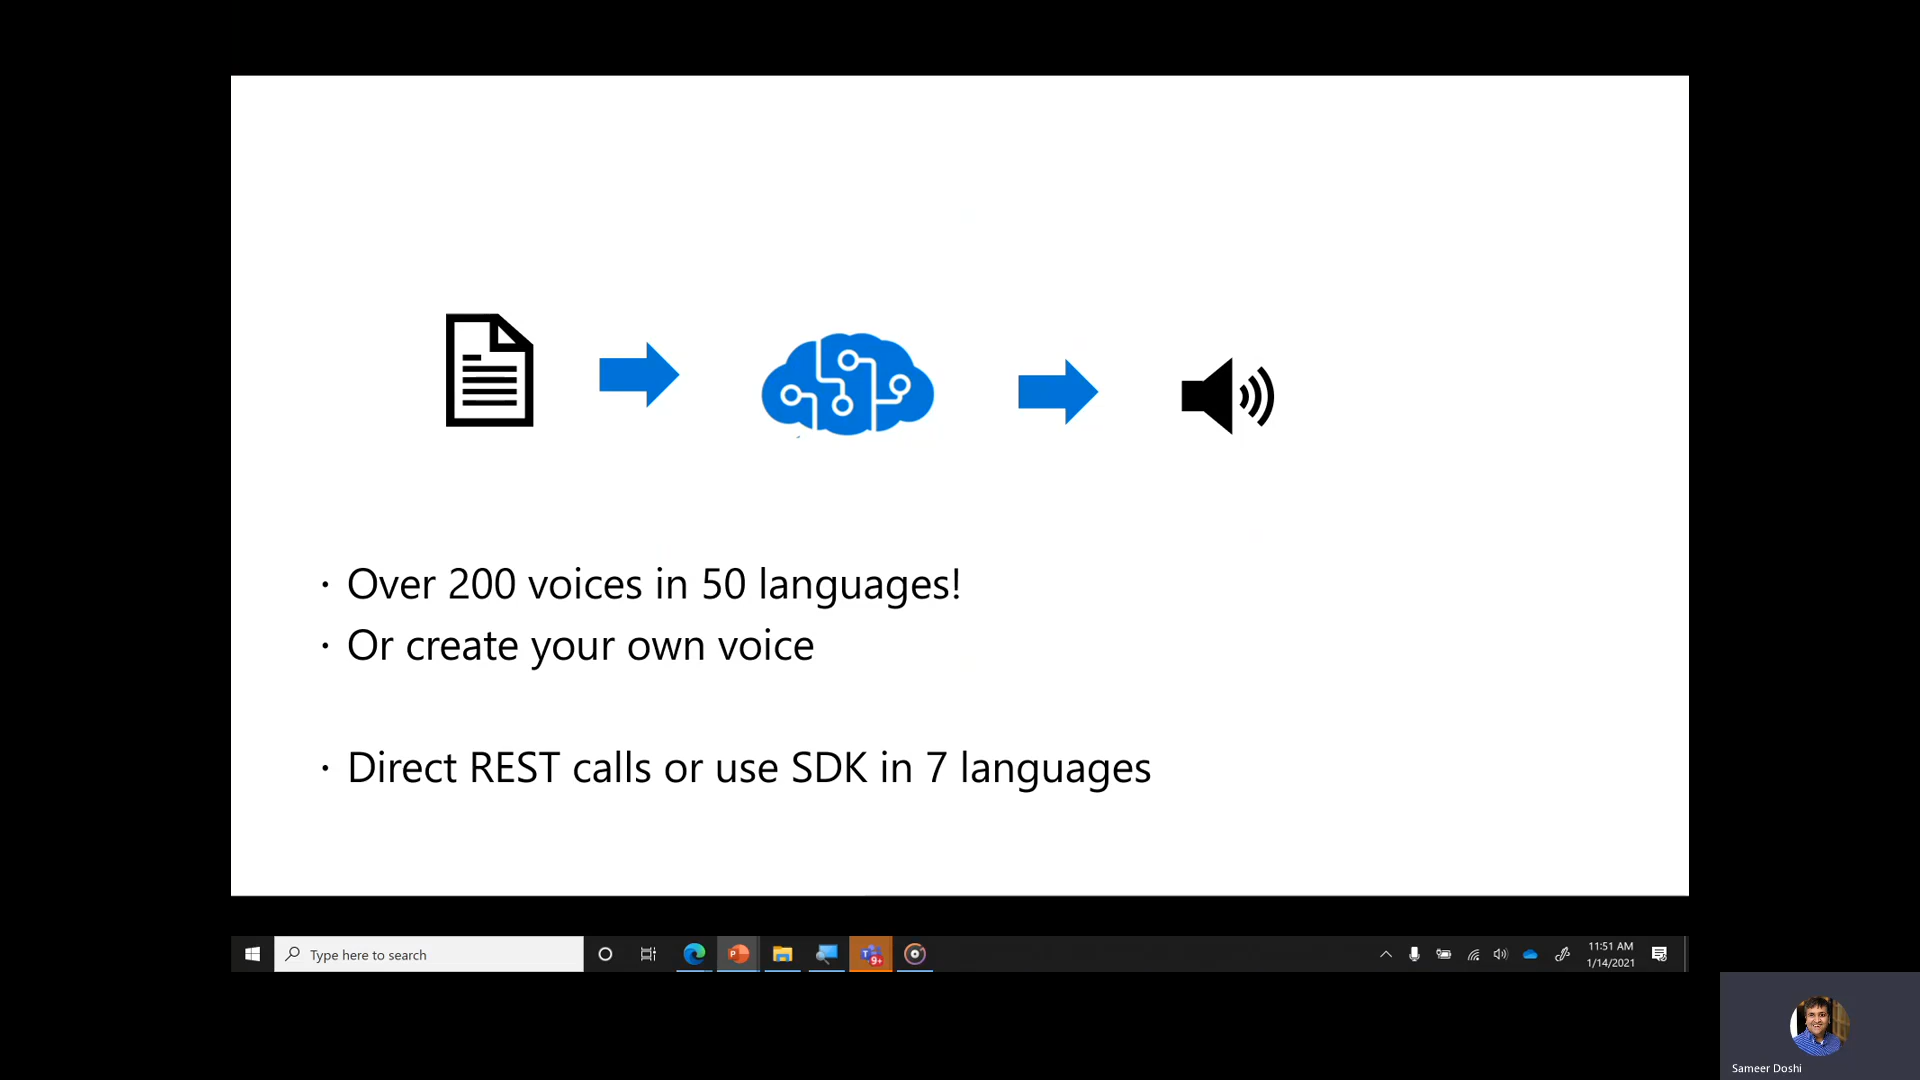 · Over 200 voices in 50 languages!
· Or create your own voice
· Direct REST calls or use SDK in 7 languages
Type here to search
P
T
9+
11:51 AM
1/14/2021
Sameer Doshi